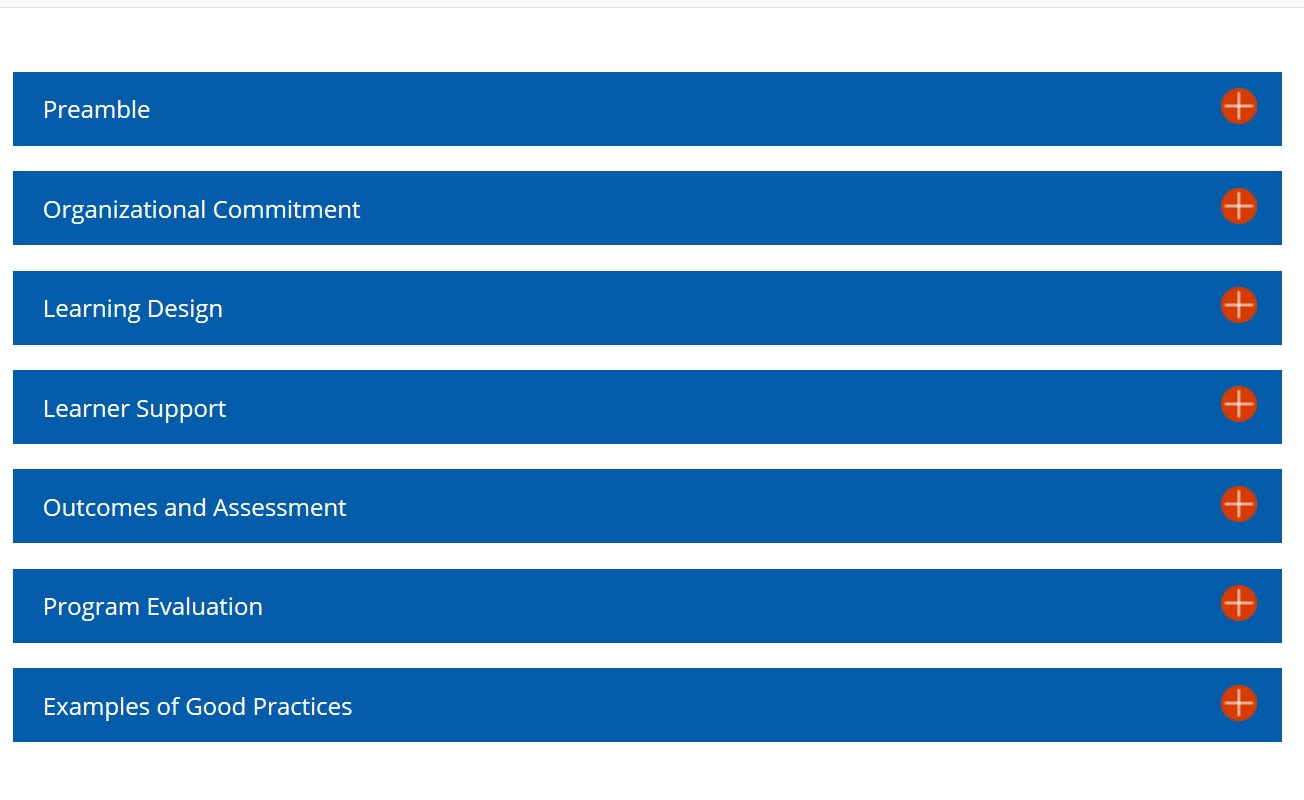 Preamble
Organizational Commitment
Learning Design
Learner Support
Outcomes and Assessment
Program Evaluation
Examples of Good Practices